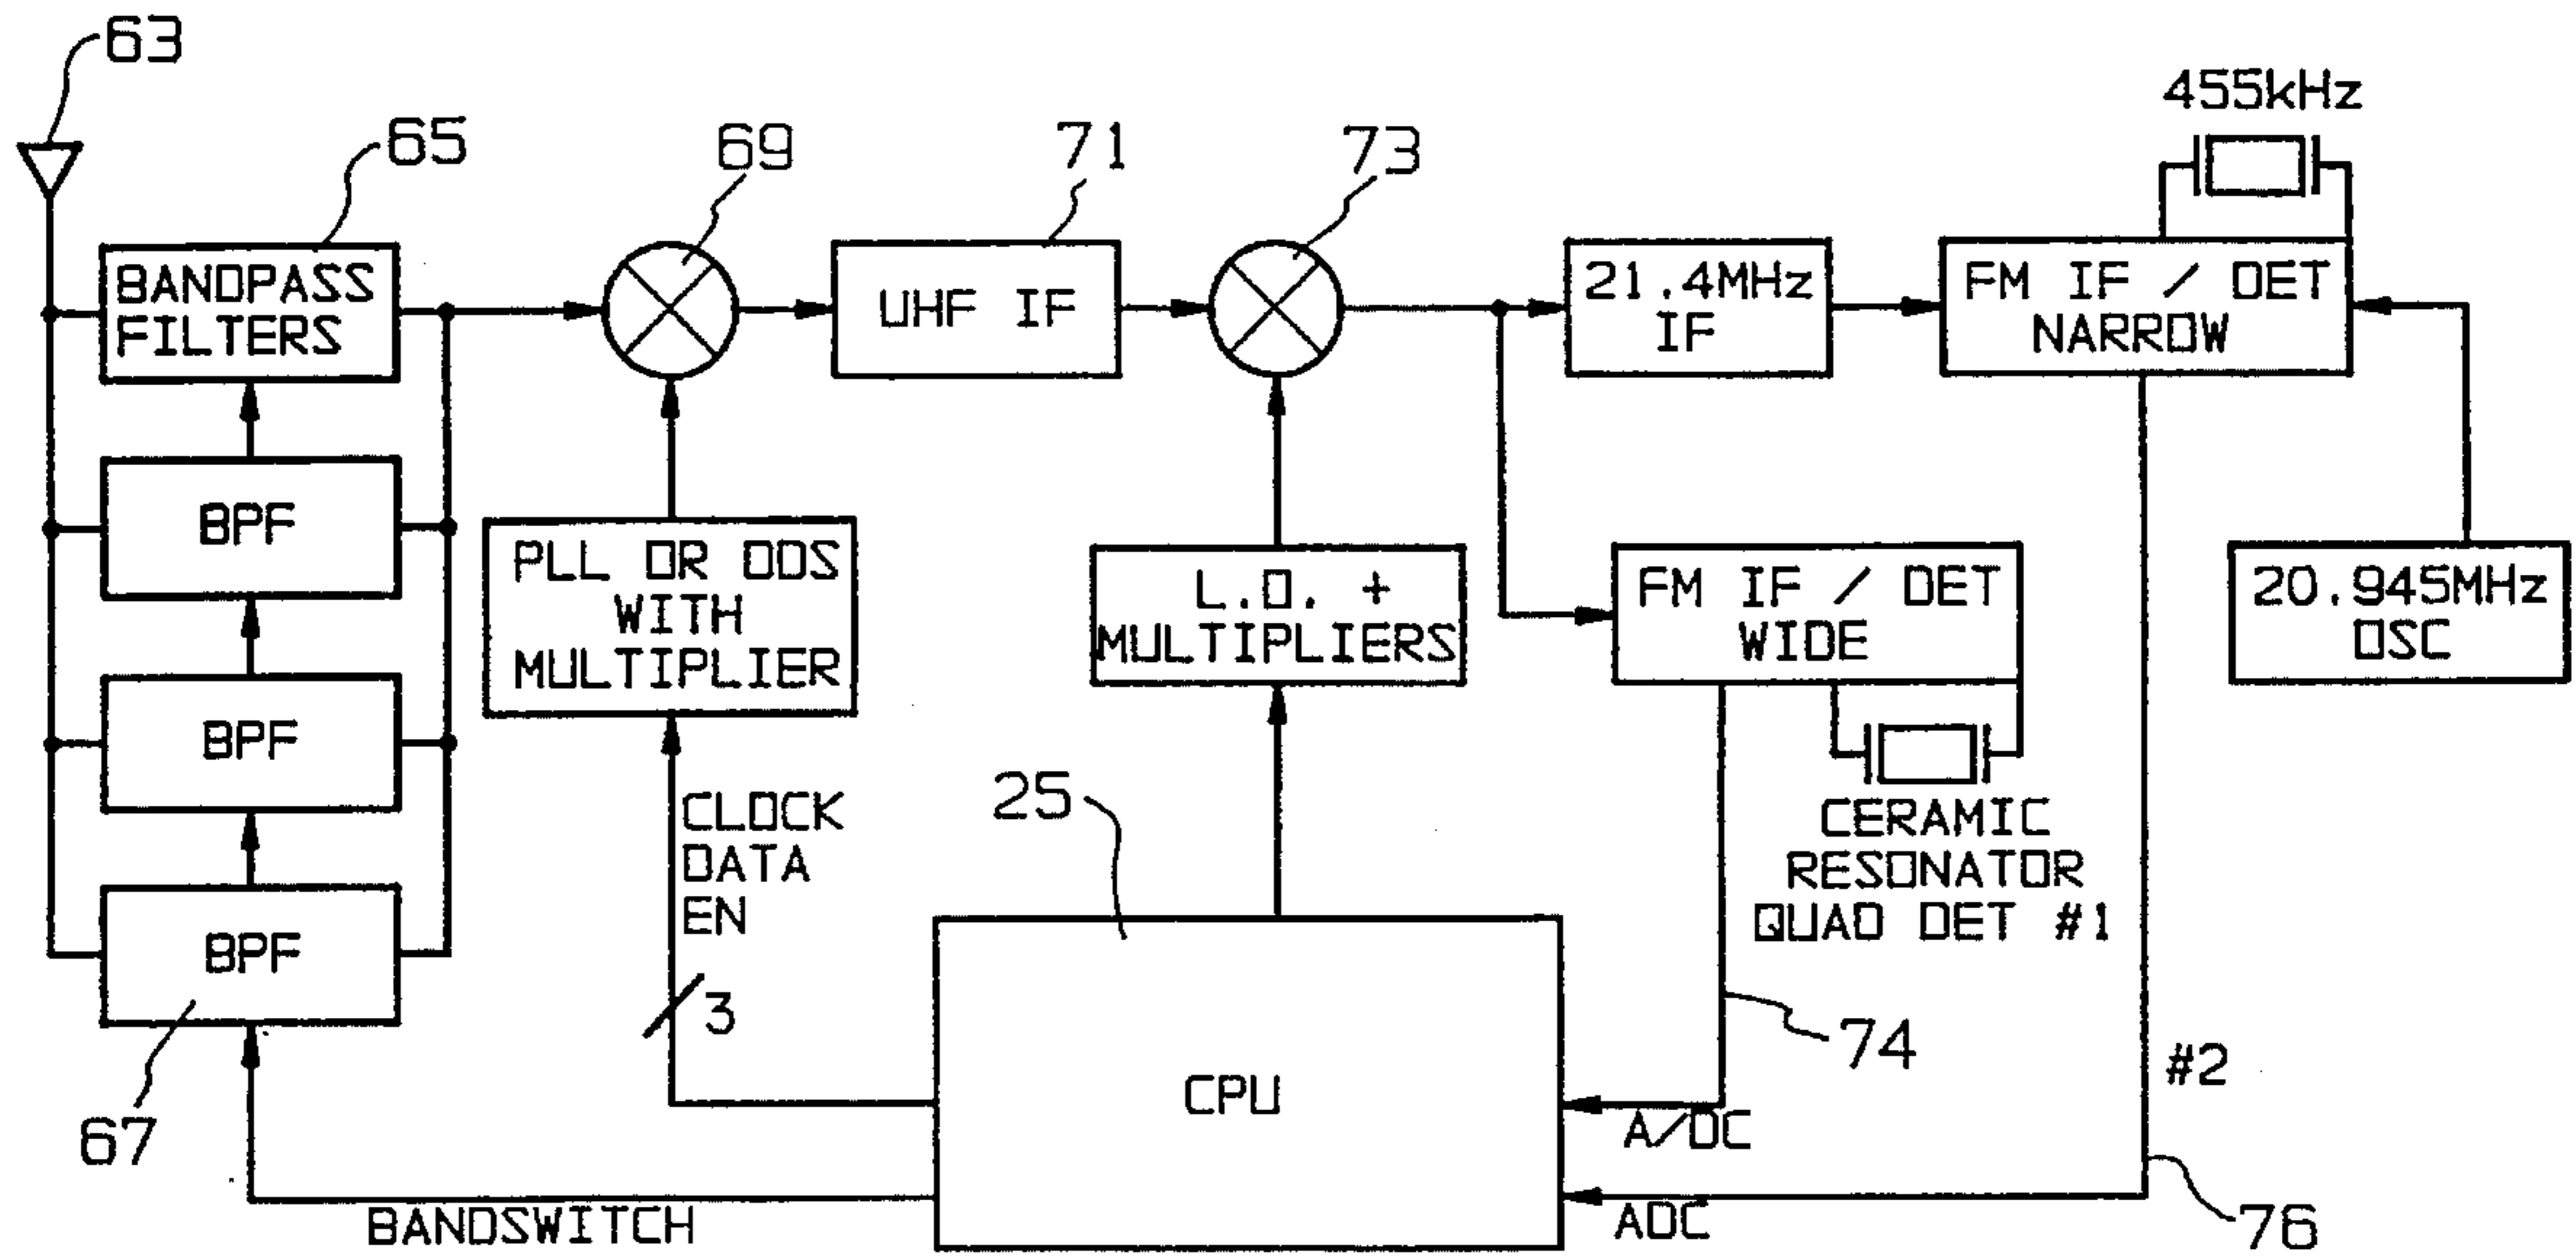 63
65
69
71
73
455kHz
BANDPASS
FILTERS
UHF IF
21.4MHz
IF
FM IF / DET
NARROW
BPF
PLL OR DDS
WITH
MULTIPLIER
L.O. +
MULTIPLIERS
FM IF / DET
WIDE
20.945MHz
OSC
BPF
CLOCK
DATA
EN
25
CERAMIC
RESONATOR
QUAD DET #1
BPF
3
67
CPU
74
#2
A/DC
BANDSWITCH
ADC
76